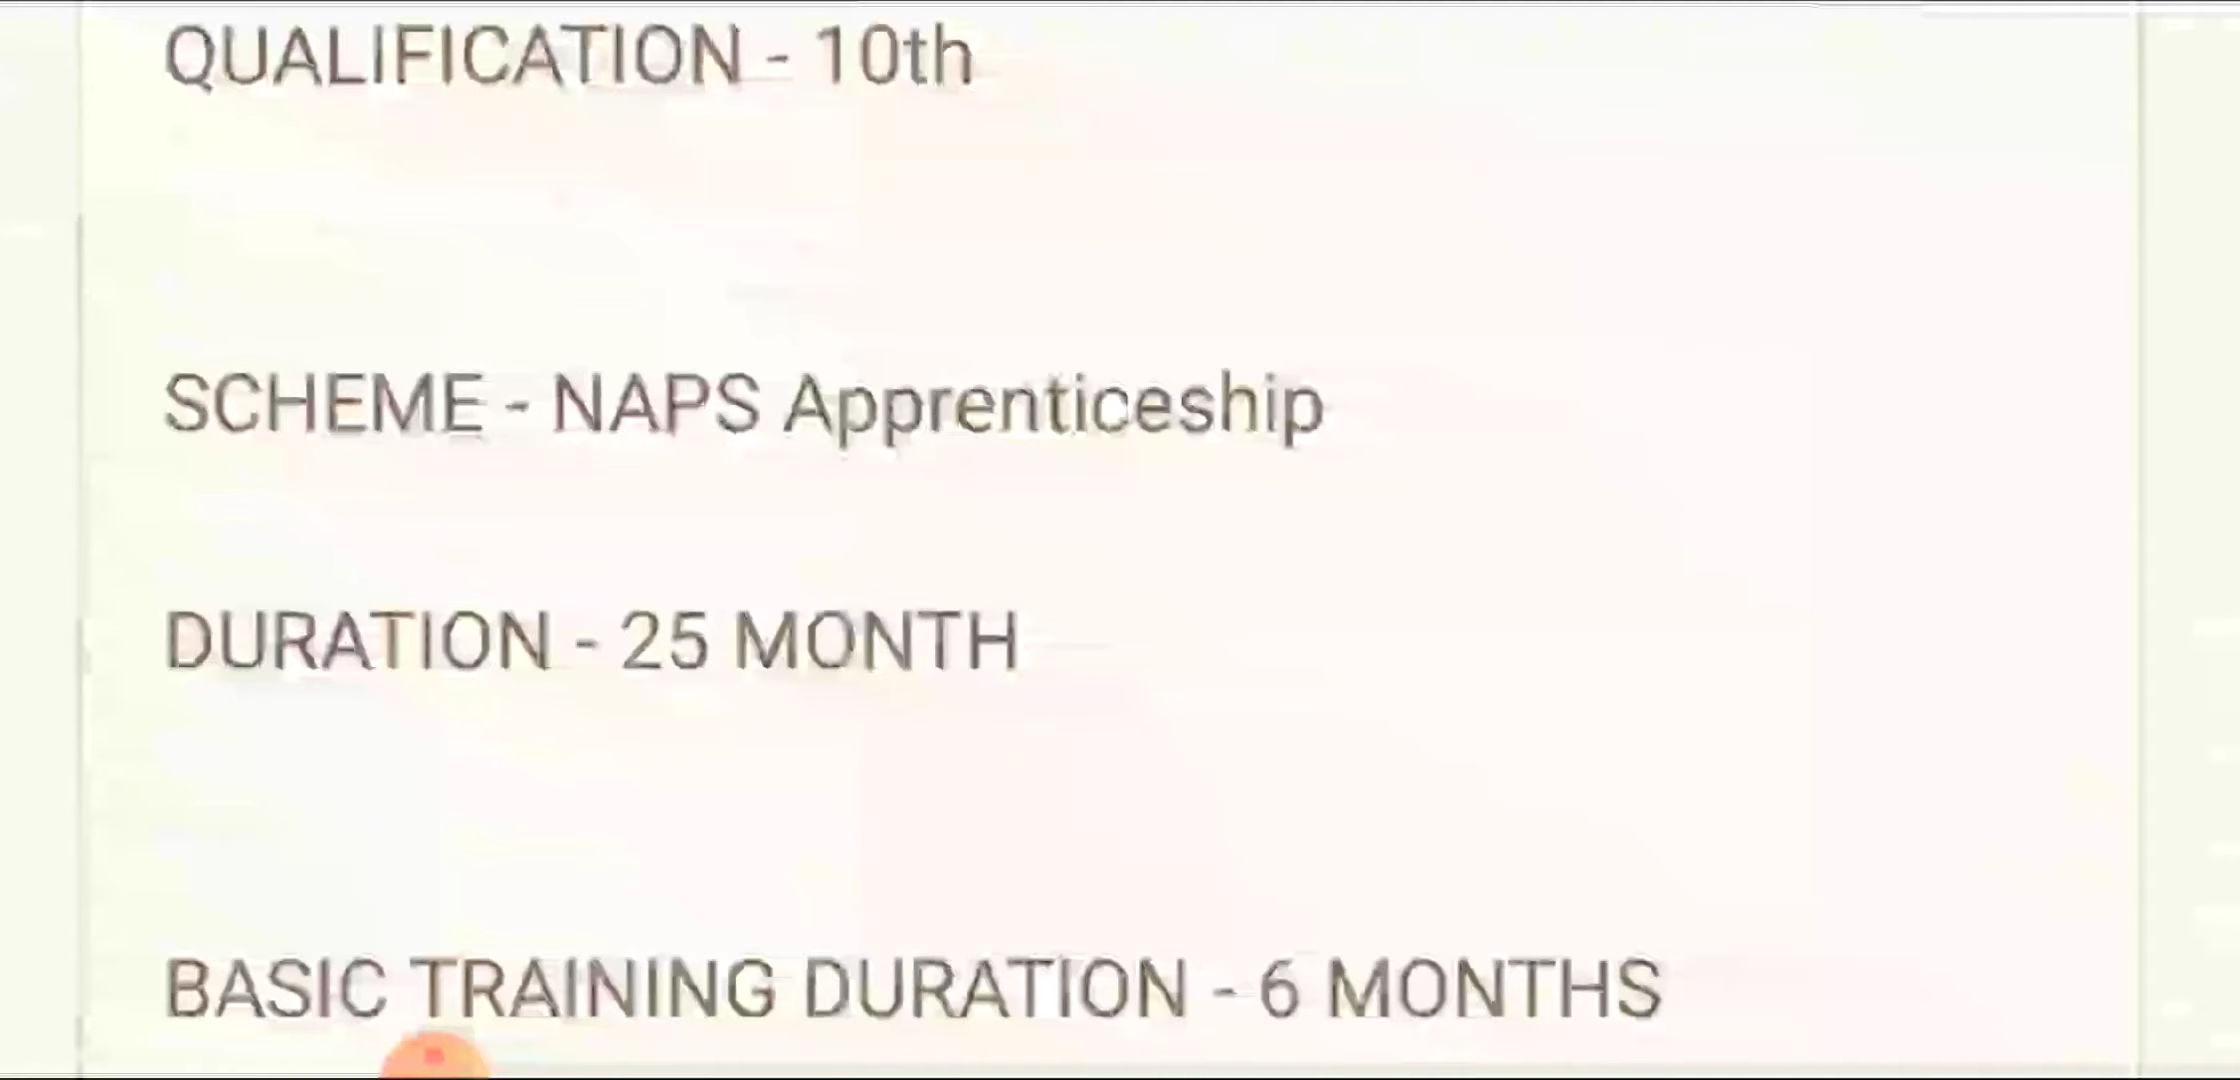 QUALIFICATION - 10th
SCHEME - NAPS Apprenticeship
DURATION - 25 MONTH
BASIC TRAINING DURATION - 6 MONTHS